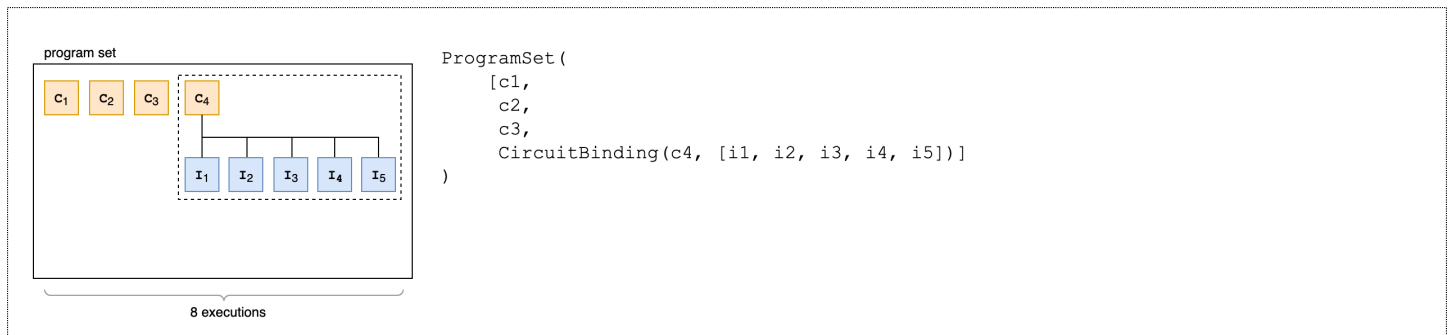 program set
C1 C2 C3 C4
I1 I2 I3 I4 I5
8 executions
ProgramSet(
[c1,
c2,
c3,
CircuitBinding(c4, [i1, i2, i3, i4, i5])]
)